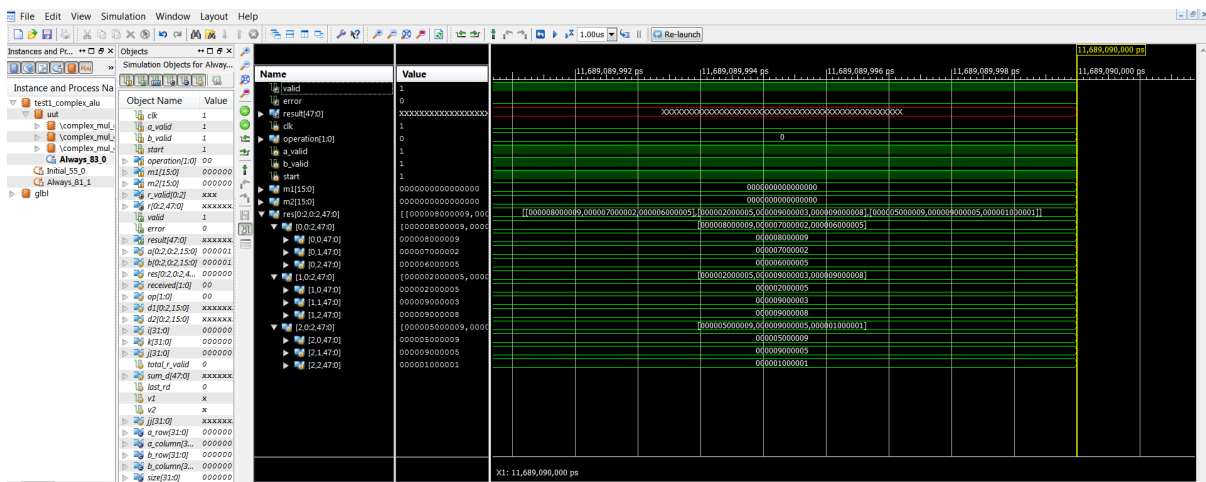 File Edit View Simulation Window Layout Help
1.00us Re-launch
Instances and Pr...
Instance and Process Na
test1_complex_alu
uut
\complex_mul_
\complex_mul_
\complex_mul_
Always_83_0
Initial_55_0
Always_81_1
glbl
Objects
Simulation Objects for Alway...
Object Name Value
clk 1
a_valid 1
b_valid 1
start 1
operation[1:0] 00
m1[15:0] 000000
m2[15:0] 000000
r_valid[0:2] xxx
r[0:2,47:0] xxxxxx
valid 1
error 0
result[47:0] xxxxxx
a[0:2,0:2,15:0] 000001
b[0:2,0:2,15:0] 000001
res[0:2,0:2,4... 000000
received[1:0] 00
op[1:0] 00
d1[0:2,15:0] xxxxxx
d2[0:2,15:0] xxxxxx
i[31:0] 000000
k[31:0] 000000
j[31:0] 000000
total_r_valid 0
sum_d[47:0] xxxxxx
last_rd 0
v1 x
v2 x
jj[31:0] xxxxxx
a_row[31:0] 000000
a_column[3... 000000
b_row[31:0] 000000
b_column[3... 000000
size[31:0] 000000
Name Value
valid 1
error 0
result[47:0]
clk 1
operation[1:0] 0 0
a_valid 1
b_valid 1
start 1
m1[15:0] 0000000000000000 0000000000000000
m2[15:0] 0000000000000000 0000000000000000
res[0:2,0:2,47:0] [[000008000009,000 [[000008000009,000007000002,000006000005],[000002000005,000009000003,000009000008],[000005000009,000009000005,000001000001]]
[0,0:2,47:0] [000008000009,0000 [000008000009,000007000002,000006000005]
[0,0,47:0] 000008000009 000008000009
[0,1,47:0] 000007000002 000007000002
[0,2,47:0] 000006000005 000006000005
[1,0:2,47:0] [000002000005,0000 [000002000005,000009000003,000009000008]
[1,0,47:0] 000002000005 000002000005
[1,1,47:0] 000009000003 000009000003
[1,2,47:0] 000009000008 000009000008
[2,0:2,47:0] [000005000009,0000 [000005000009,000009000005,000001000001]
[2,0,47:0] 000005000009 000005000009
[2,1,47:0] 000009000005 000009000005
[2,2,47:0] 000001000001 000001000001
11,689,090,000 ps
11,689,089,992 ps 11,689,089,994 ps 11,689,089,996 ps 11,689,089,998 ps 11,689,090,000 ps
X1: 11,689,090,000 ps